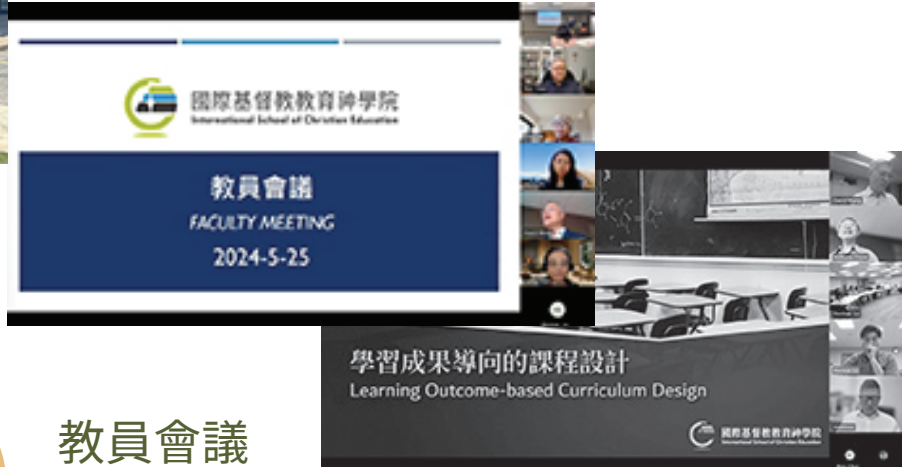 國際基督教教育神學院
International School of Christian Education
教員會議
FACULTY MEETING
2024-5-25
學習成果導向的課程設計
Learning Outcome-based Curriculum Design
國際基督教教育神學院
International School of Christian Education
教員會議